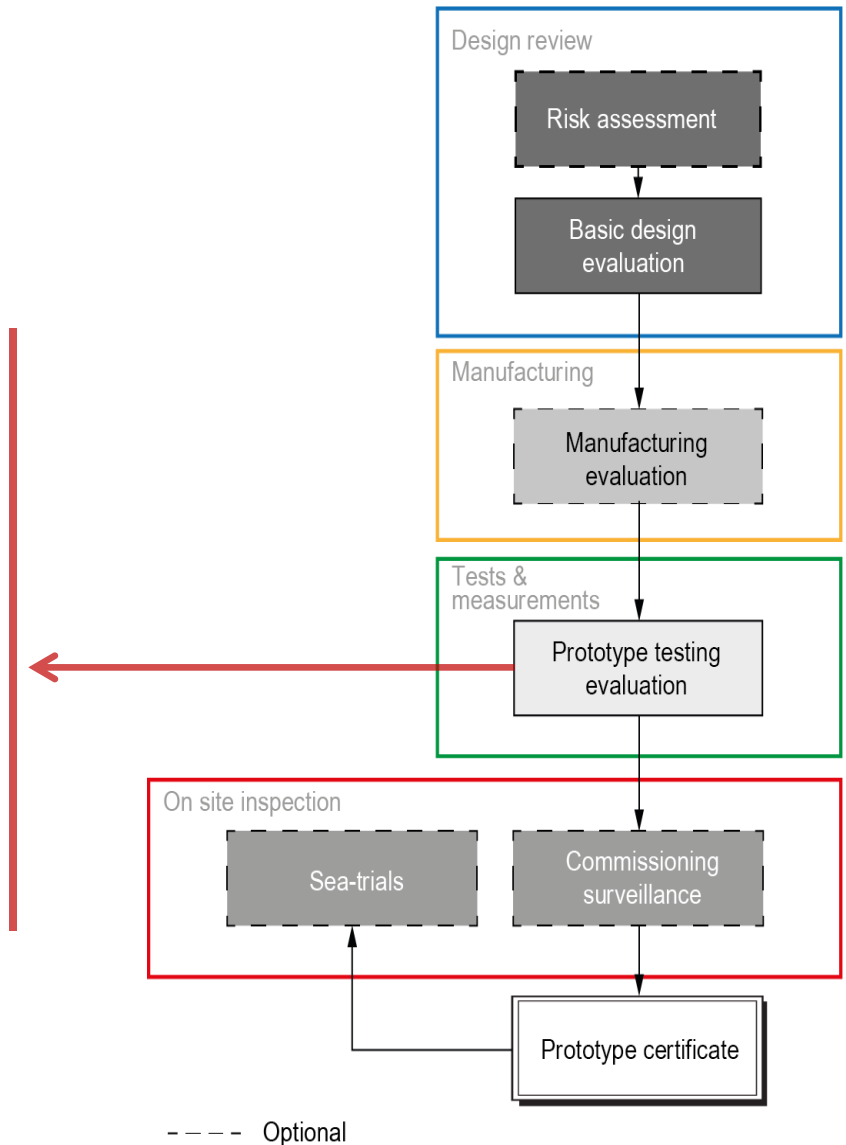 Design review
Risk assessment
Basic design
evaluation
Manufacturing
Manufacturing
evaluation
Tests &
measurements
Prototype testing
evaluation
On site inspection
Sea-trials
Commissioning
surveillance
Prototype certificate
Optional